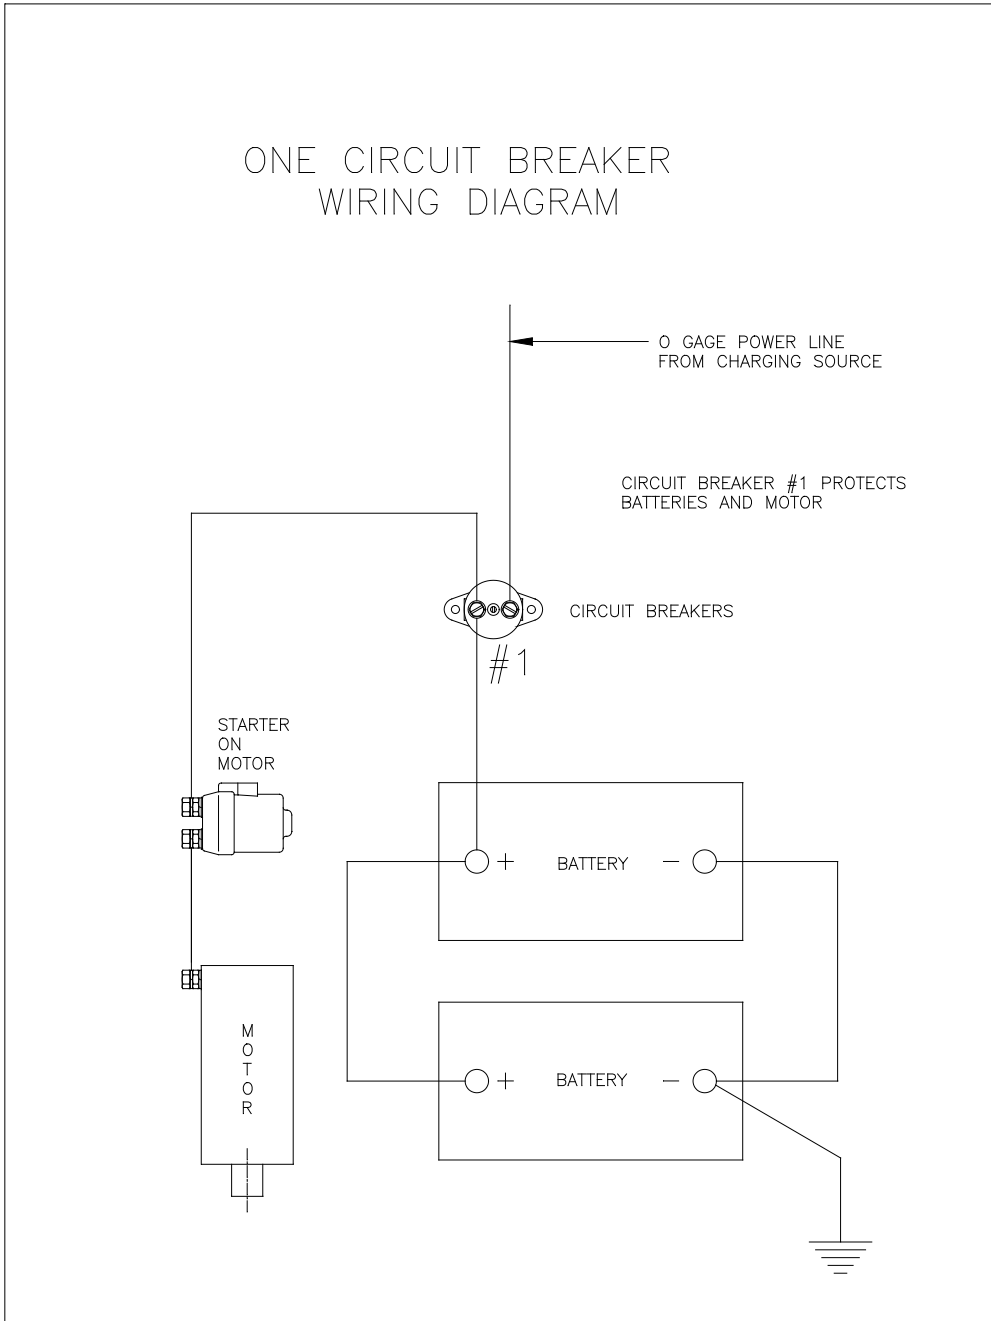 ONE CIRCUIT BREAKER
WIRING DIAGRAM
O GAGE POWER LINE
FROM CHARGING SOURCE
CIRCUIT BREAKER #1 PROTECTS
BATTERIES AND MOTOR
CIRCUIT BREAKERS
#1
STARTER
ON
MOTOR
+ BATTERY -
MOTOR
+ BATTERY -